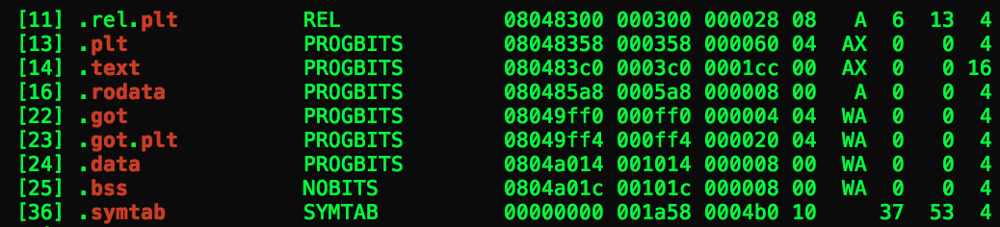 [11] .rel.plt REL 08048300 000300 000028 08 A 6 13 4
[13] .plt PROGBITS 08048358 000358 000060 04 AX 0 0 4
[14] .text PROGBITS 080483c0 0003c0 0001cc 00 AX 0 0 16
[16] .rodata PROGBITS 080485a8 0005a8 000008 00 A 0 0 4
[22] .got PROGBITS 08049ff0 000ff0 000004 04 WA 0 0 4
[23] .got.plt PROGBITS 08049ff4 000ff4 000020 04 WA 0 0 4
[24] .data PROGBITS 0804a014 001014 000008 00 WA 0 0 4
[25] .bss NOBITS 0804a01c 00101c 000008 00 WA 0 0 4
[36] .symtab SYMTAB 00000000 001a58 0004b0 10 37 53 4